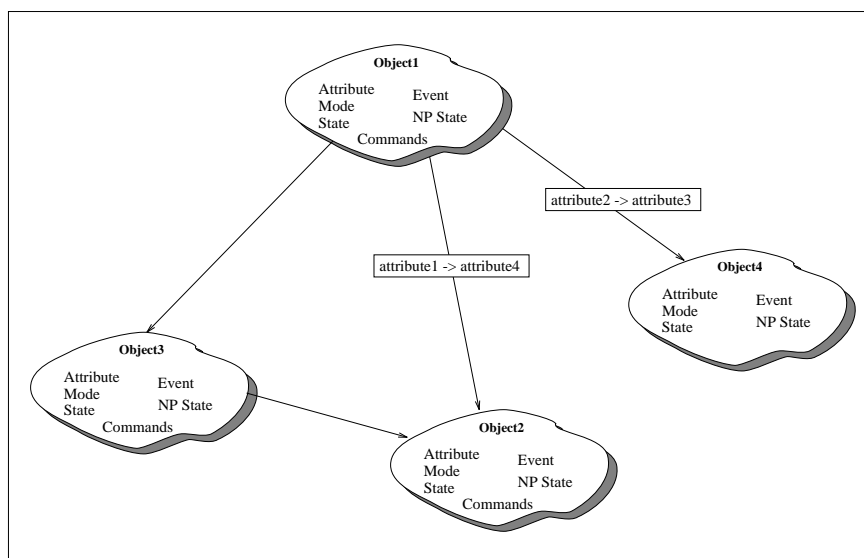 Object1
Attribute
Event
Mode
NP State
State
Commands
attribute2 -> attribute3
attribute1 -> attribute4
Object4
Attribute
Event
Mode
NP State
State
Object3
Attribute
Event
Mode
NP State
State
Commands
Object2
Attribute
Event
Mode
NP State
State
Commands